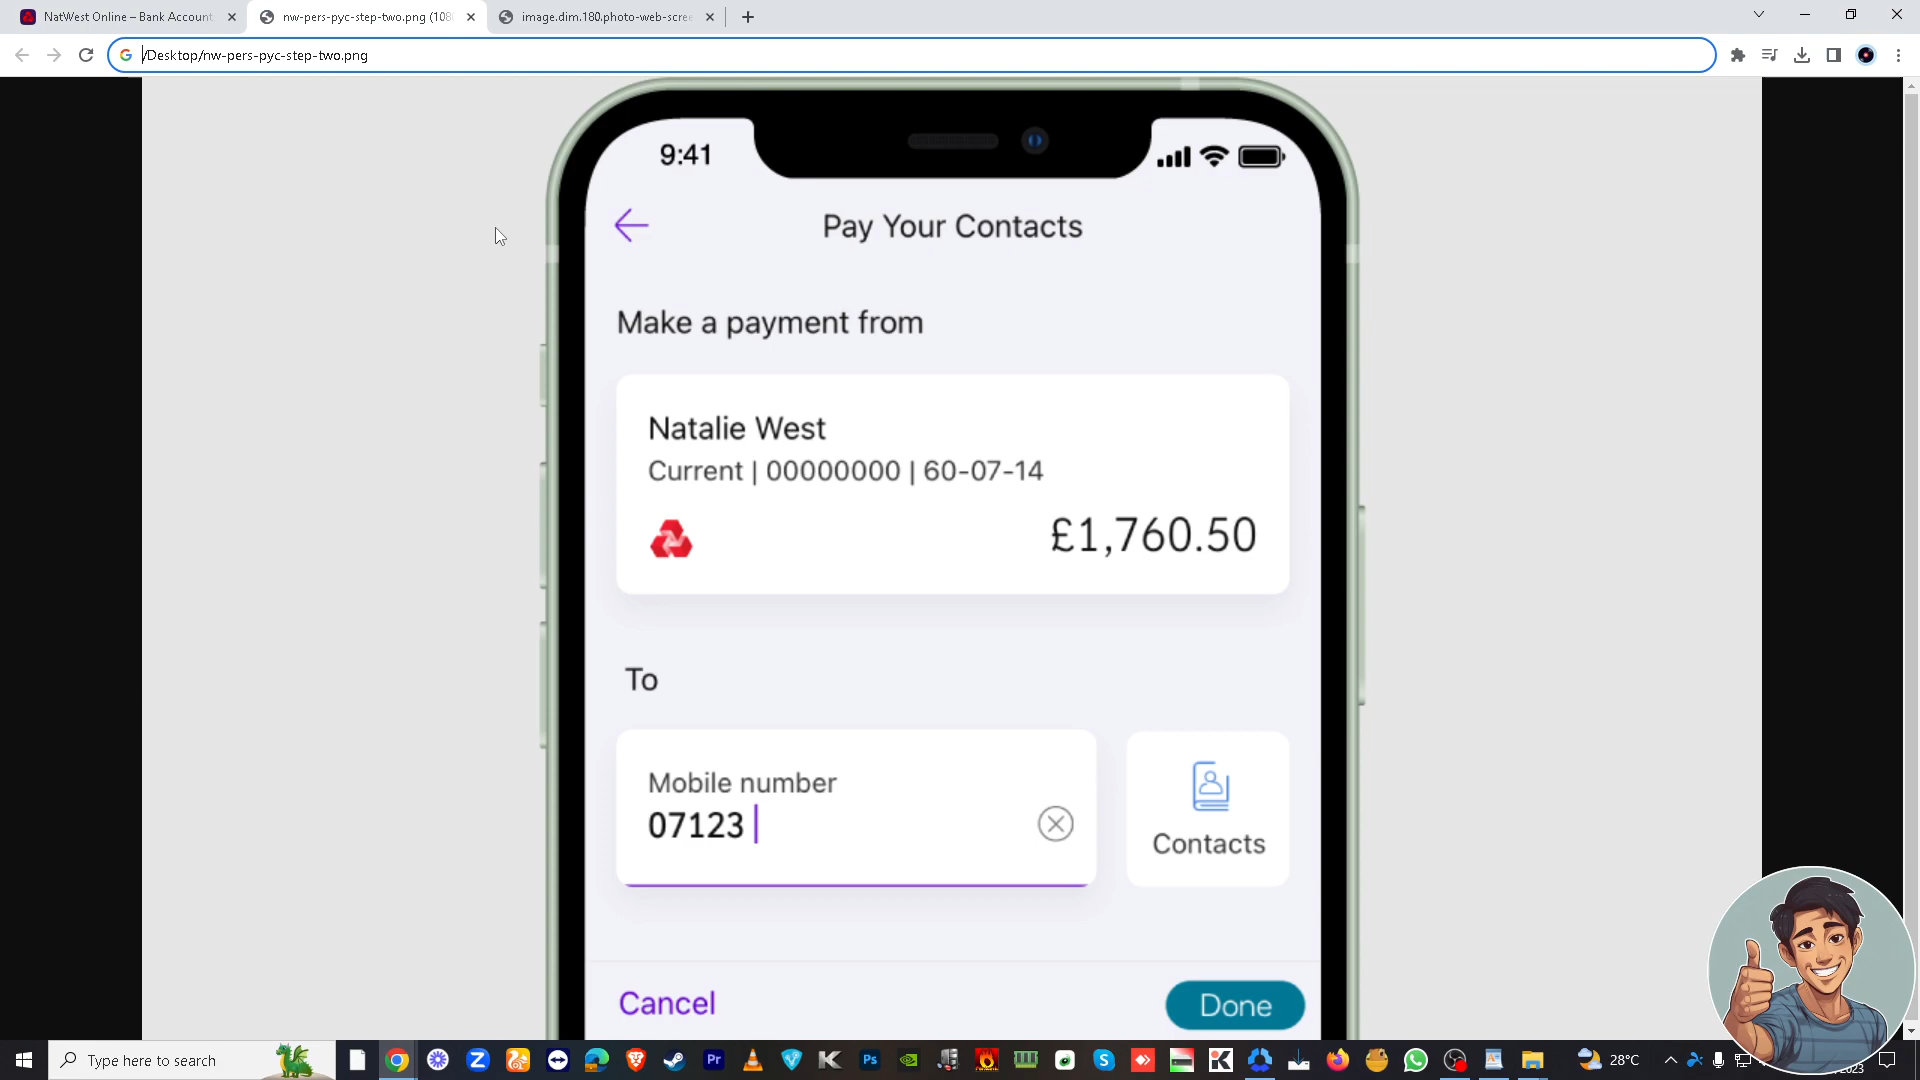 NatWest Online – Bank Account
nw-pers-pyc-step-two.png (108
image.dim.180.photo-web-scree
/Desktop/nw-pers-pyc-step-two.png
9:41
Pay Your Contacts
Make a payment from
Natalie West
Current | 00000000 | 60-07-14
£1,760.50
To
Mobile number
07123
Contacts
Cancel
Done
Type here to search
28°C